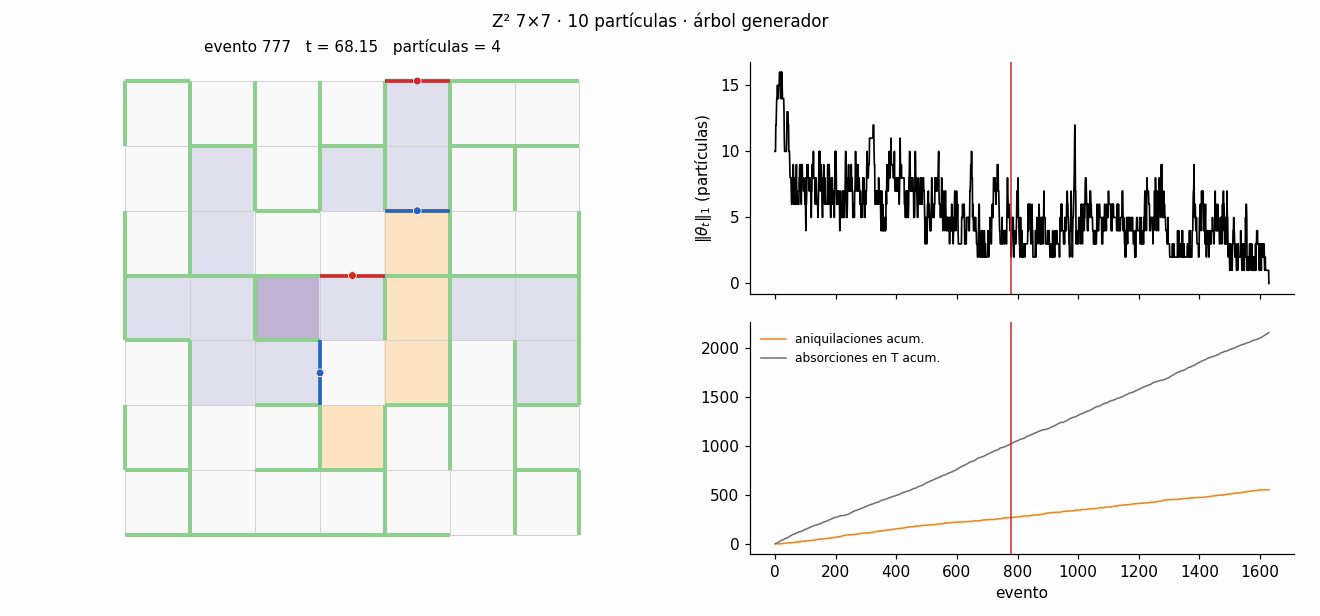 Z² 7×7 · 10 partículas · árbol generador
evento 777 t = 68.15 partículas = 4
‖θₜ‖₁ (partículas)
15
10
5
0
aniquilaciones acum.
absorciones en T acum.
2000
1500
1000
500
0
0 200 400 600 800 1000 1200 1400 1600
evento